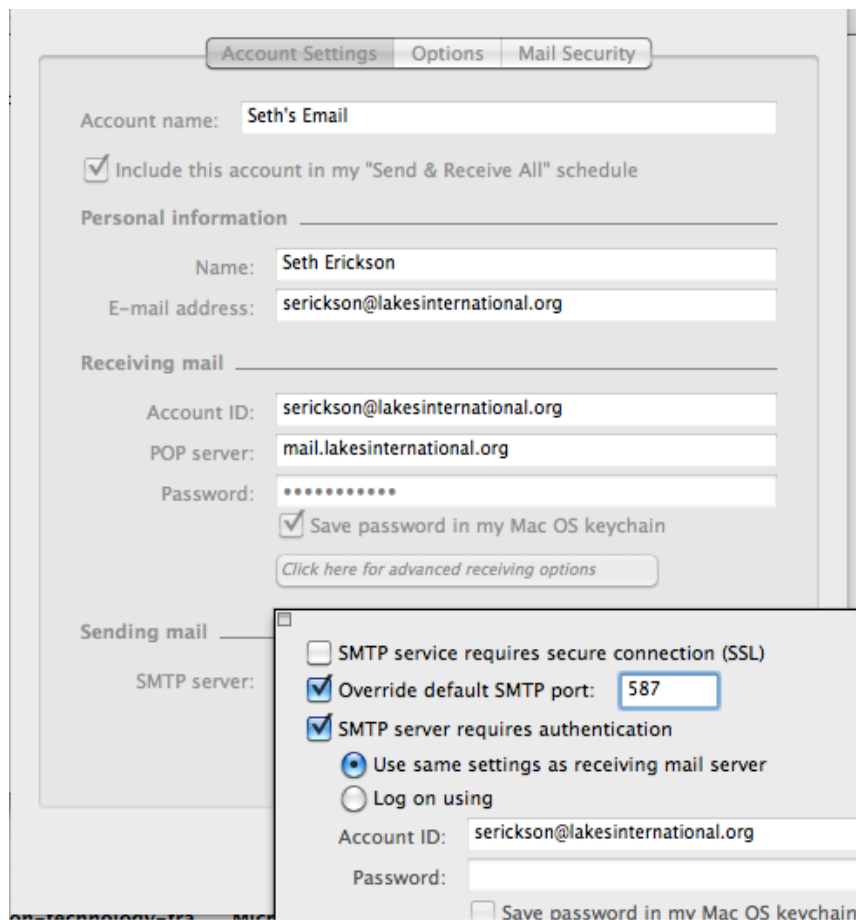 Account Settings Options Mail Security
Account name: Seth's Email
Include this account in my "Send & Receive All" schedule
Personal information
Name: Seth Erickson
E-mail address: serickson@lakesinternational.org
Receiving mail
Account ID: serickson@lakesinternational.org
POP server: mail.lakesinternational.org
Password: •••••••••••
Save password in my Mac OS keychain
Click here for advanced receiving options
Sending mail
SMTP server:
SMTP service requires secure connection (SSL)
Override default SMTP port: 587
SMTP server requires authentication
Use same settings as receiving mail server
Log on using
Account ID: serickson@lakesinternational.org
Password:
Save password in my Mac OS keychain